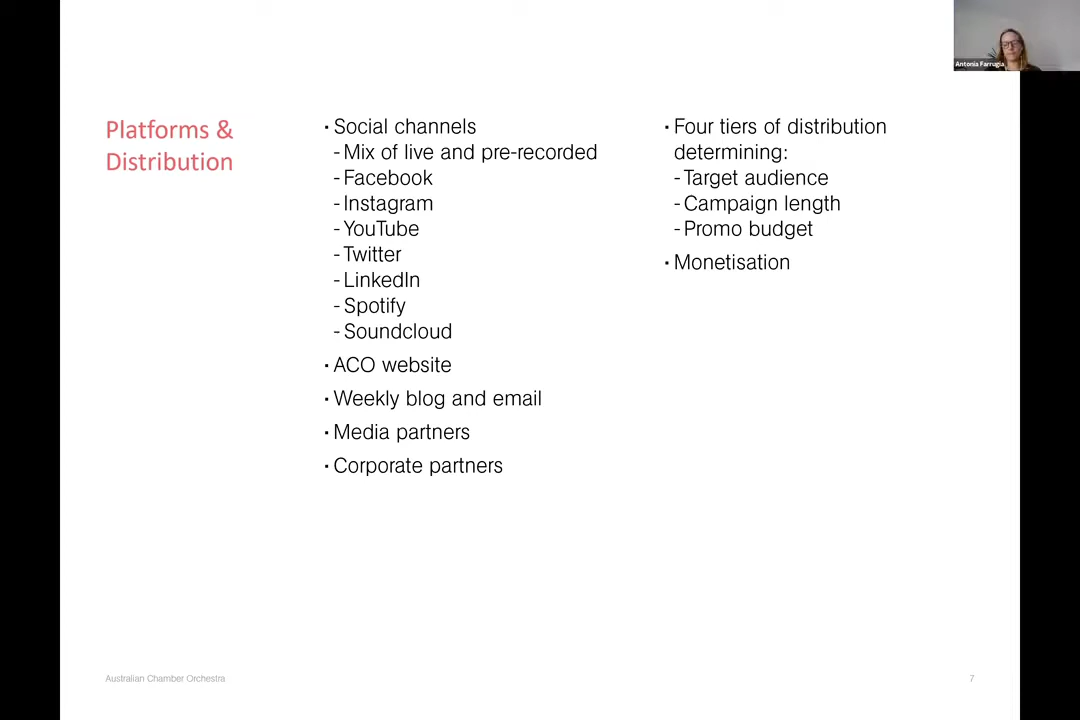 Antonia Farrugia
Platforms &
Distribution
· Social channels
- Mix of live and pre-recorded
- Facebook
- Instagram
- YouTube
- Twitter
- LinkedIn
- Spotify
- Soundcloud
· ACO website
· Weekly blog and email
· Media partners
· Corporate partners
· Four tiers of distribution
determining:
- Target audience
- Campaign length
- Promo budget
· Monetisation
Australian Chamber Orchestra
7